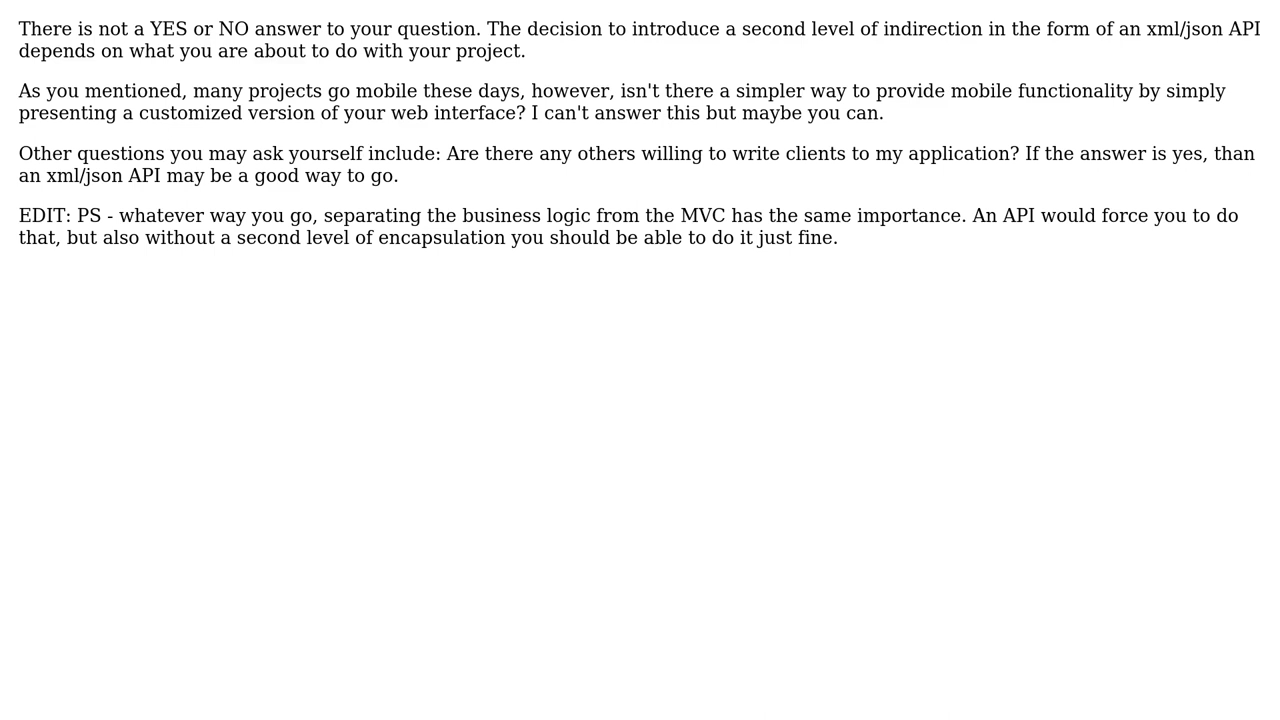 There is not a YES or NO answer to your question. The decision to introduce a second level of indirection in the form of an xml/json API
depends on what you are about to do with your project.
As you mentioned, many projects go mobile these days, however, isn't there a simpler way to provide mobile functionality by simply
presenting a customized version of your web interface? I can't answer this but maybe you can.
Other questions you may ask yourself include: Are there any others willing to write clients to my application? If the answer is yes, than
an xml/json API may be a good way to go.
EDIT: PS - whatever way you go, separating the business logic from the MVC has the same importance. An API would force you to do
that, but also without a second level of encapsulation you should be able to do it just fine.